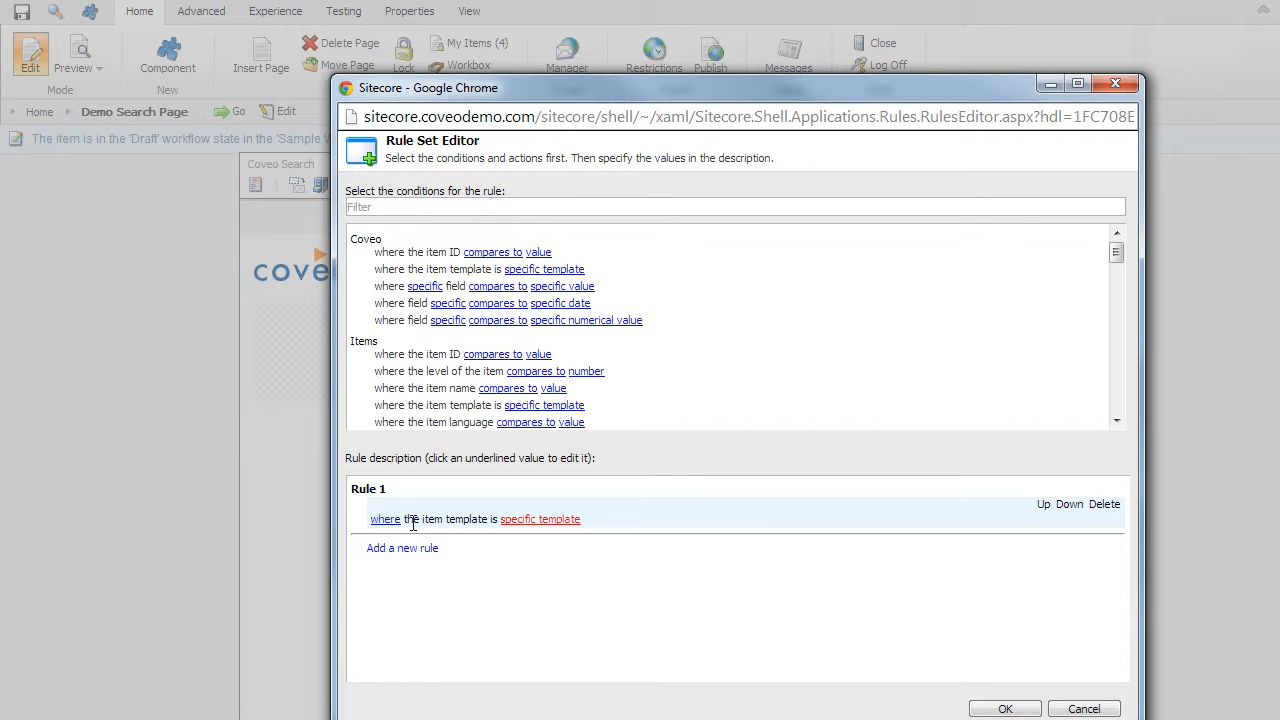 Home Advanced Experience Testing Properties View
Delete Page My Items (4) Close
Edit Preview Component Insert Page Move Page Lock Workbox Manager Restrictions Publish Messages Log Off
Mode New
Home Demo Search Page Go Edit
The item is in the 'Draft' workflow state in the 'Sample W
Coveo Search
cove
Sitecore - Google Chrome
sitecore.coveodemo.com/sitecore/shell/~/xaml/Sitecore.Shell.Applications.Rules.RulesEditor.aspx?hdl=1FC708E
Rule Set Editor
Select the conditions and actions first. Then specify the values in the description.
Select the conditions for the rule:
Filter
Coveo
where the item ID compares to value
where the item template is specific template
where specific field compares to specific value
where field specific compares to specific date
where field specific compares to specific numerical value
Items
where the item ID compares to value
where the level of the item compares to number
where the item name compares to value
where the item template is specific template
where the item language compares to value
Rule description (click an underlined value to edit it):
Rule 1
Up Down Delete
where the item template is specific template
Add a new rule
OK Cancel